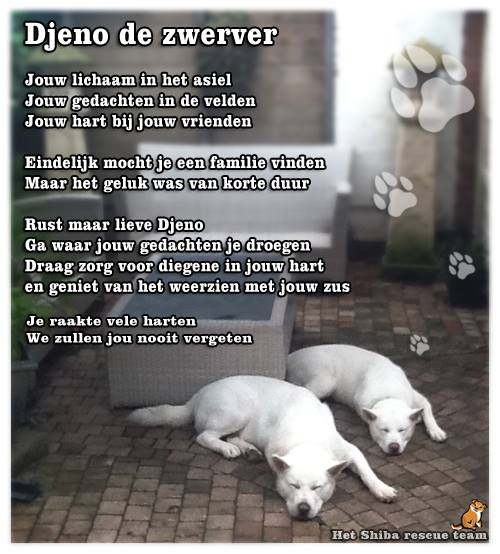 Djeno de zwerver
Jouw lichaam in het asiel
Jouw gedachten in de velden
Jouw hart bij jouw vrienden
Eindelijk mocht je een familie vinden
Maar het geluk was van korte duur
Rust maar lieve Djeno
Ga waar jouw gedachten je droegen
Draag zorg voor diegene in jouw hart
en geniet van het weerzien met jouw zus
Je raakte vele harten
We zullen jou nooit vergeten
Het Shiba rescue team